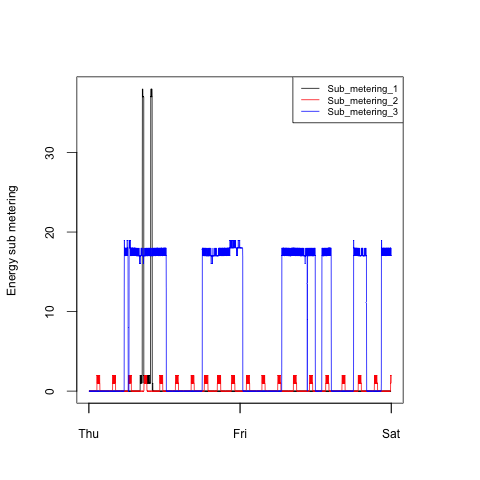 Sub_metering_1
Sub_metering_2
Sub_metering_3
Energy sub metering
30
20
10
0
Thu Fri Sat